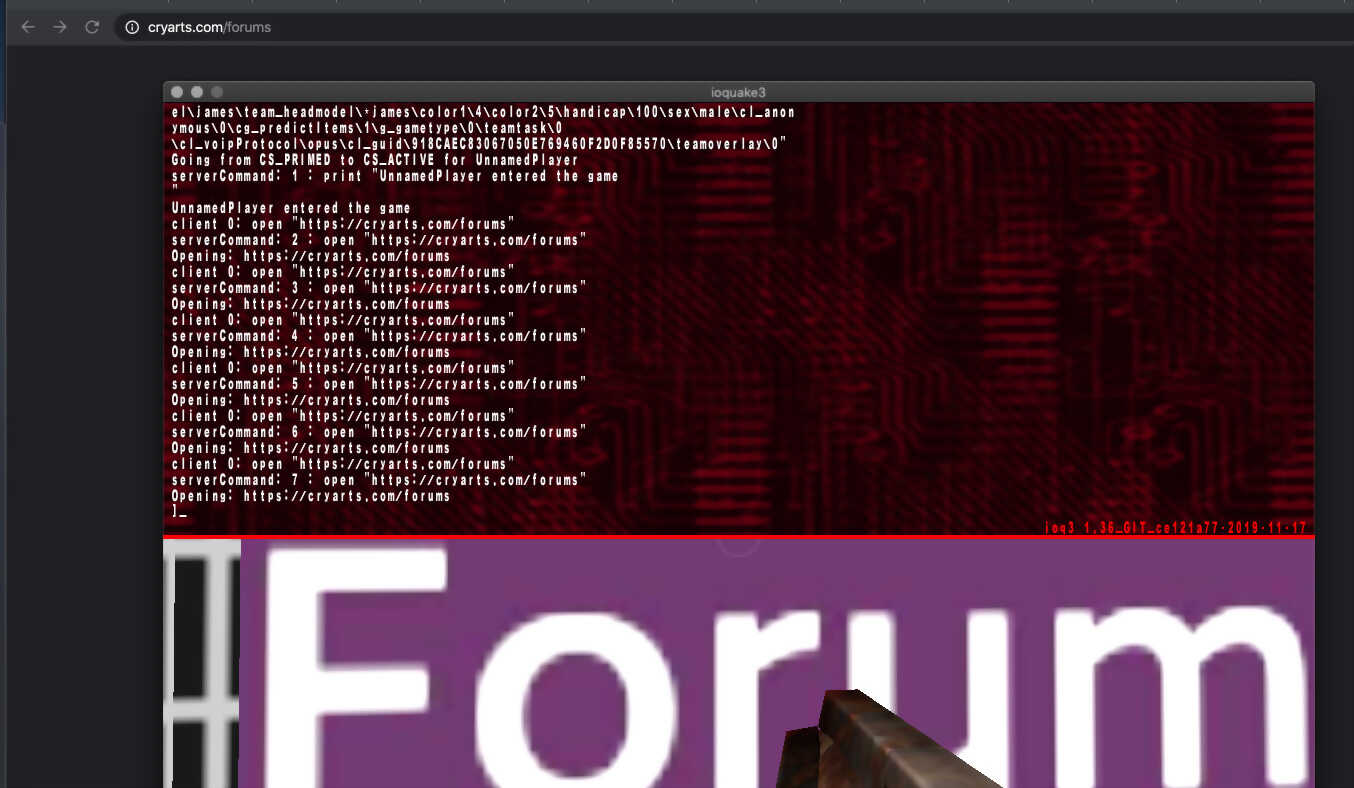 cryarts.com/forums
ioquake3
el\james\team_headmodel\*james\color1\4\color2\5\handicap\100\sex\male\cl_anon
ymous\0\cg_predictItems\1\g_gametype\0\teamtask\0
\cl_voipProtocol\opus\cl_guid\918CAEC83067050E769460F2D0F85570\teamoverlay\0"
Going from CS_PRIMED to CS_ACTIVE for UnnamedPlayer
serverCommand: 1 : print "UnnamedPlayer entered the game
"
UnnamedPlayer entered the game
client 0: open "https://cryarts.com/forums"
serverCommand: 2 : open "https://cryarts.com/forums"
Opening: https://cryarts.com/forums
client 0: open "https://cryarts.com/forums"
serverCommand: 3 : open "https://cryarts.com/forums"
Opening: https://cryarts.com/forums
client 0: open "https://cryarts.com/forums"
serverCommand: 4 : open "https://cryarts.com/forums"
Opening: https://cryarts.com/forums
client 0: open "https://cryarts.com/forums"
serverCommand: 5 : open "https://cryarts.com/forums"
Opening: https://cryarts.com/forums
client 0: open "https://cryarts.com/forums"
serverCommand: 6 : open "https://cryarts.com/forums"
Opening: https://cryarts.com/forums
client 0: open "https://cryarts.com/forums"
serverCommand: 7 : open "https://cryarts.com/forums"
Opening: https://cryarts.com/forums
]_
ioq3 1.36_GIT_ce121a77-2019-11-17
Forum